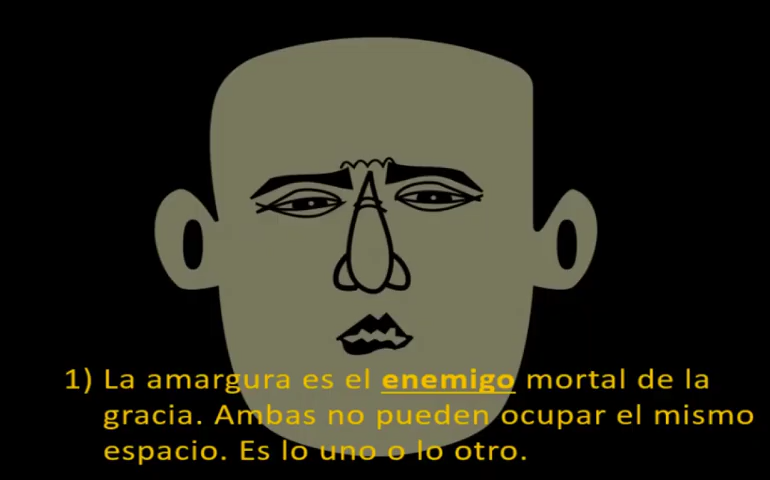 1) La amargura es el enemigo mortal de la
gracia. Ambas no pueden ocupar el mismo
espacio. Es lo uno o lo otro.